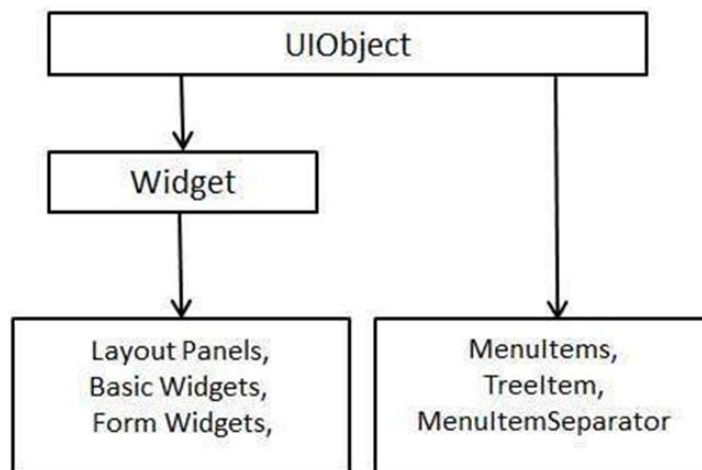 UIObject
Widget
Layout Panels,
Basic Widgets,
Form Widgets,
MenuItems,
TreeItem,
MenuItemSeparator